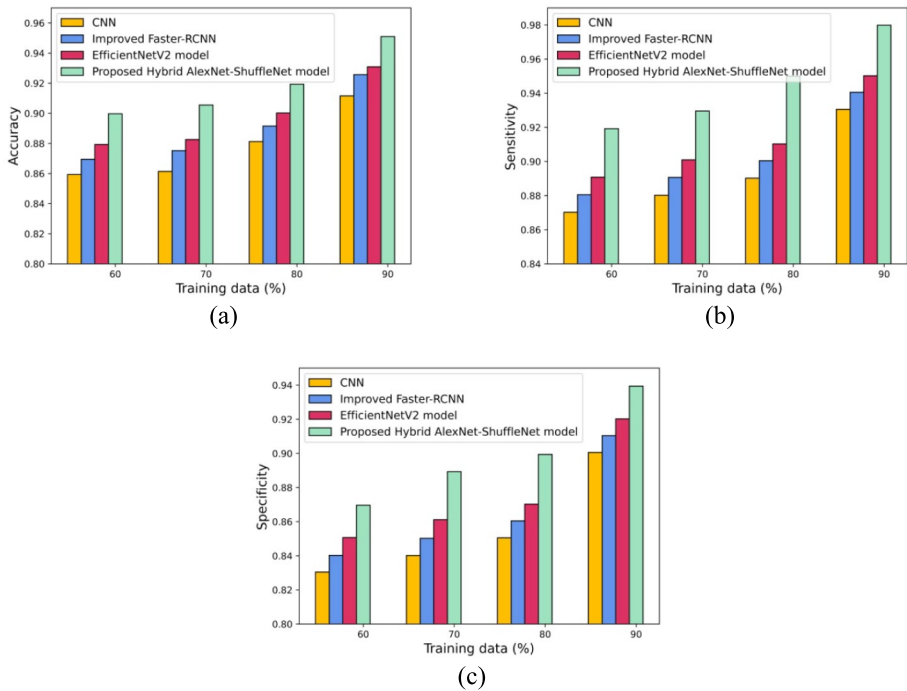 0.96
0.94
0.92
0.90
0.88
0.86
0.84
0.82
0.80
Accuracy
CNN
Improved Faster-RCNN
EfficientNetV2 model
Proposed Hybrid AlexNet-ShuffleNet model
60 70 80 90
Training data (%)
(a)
0.98
0.96
0.94
0.92
0.90
0.88
0.86
0.84
Sensitivity
CNN
Improved Faster-RCNN
EfficientNetV2 model
Proposed Hybrid AlexNet-ShuffleNet model
60 70 80 90
Training data (%)
(b)
0.94
0.92
0.90
0.88
0.86
0.84
0.82
0.80
Specificity
CNN
Improved Faster-RCNN
EfficientNetV2 model
Proposed Hybrid AlexNet-ShuffleNet model
60 70 80 90
Training data (%)
(c)